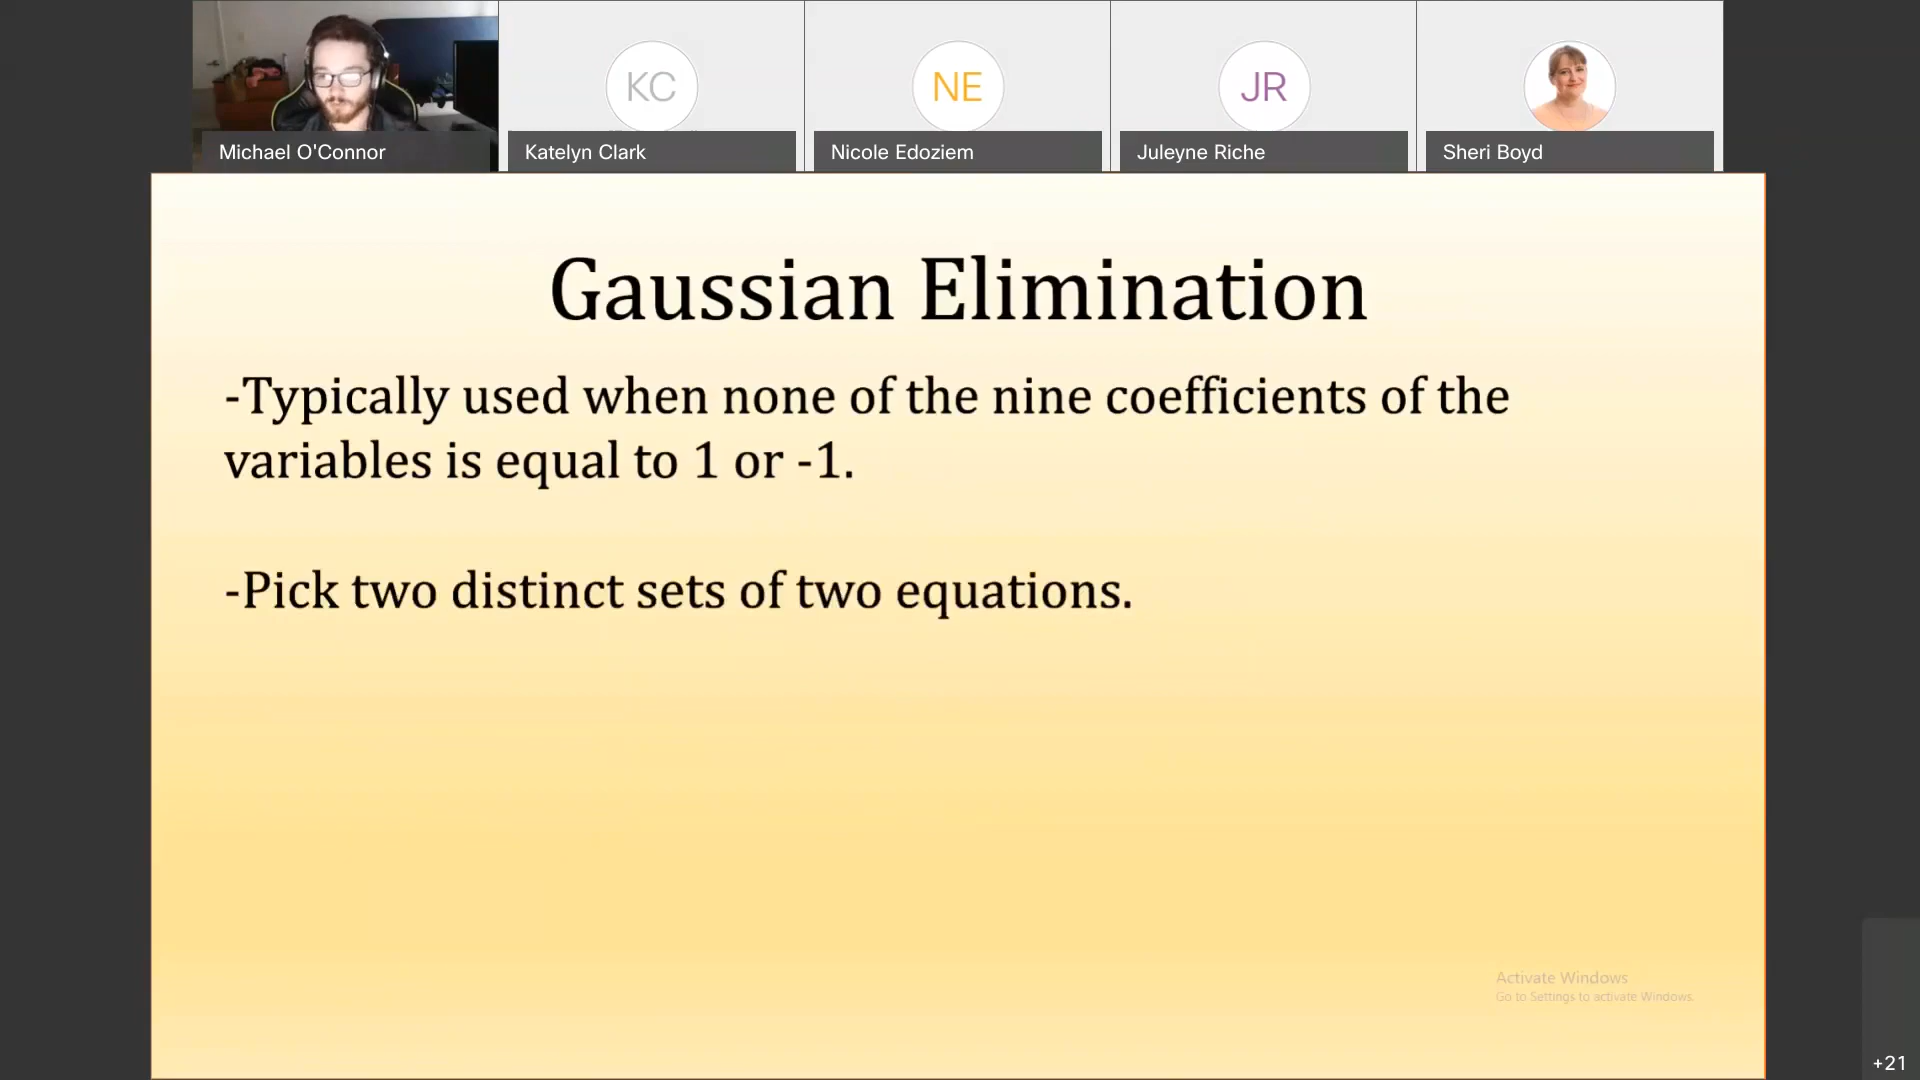 KC
NE
JR
Michael O'Connor
Katelyn Clark
Nicole Edoziem
Juleyne Riche
Sheri Boyd
Gaussian Elimination
-Typically used when none of the nine coefficients of the
variables is equal to 1 or -1.
-Pick two distinct sets of two equations.
Activate Windows
Go to Settings to activate Windows.
+21